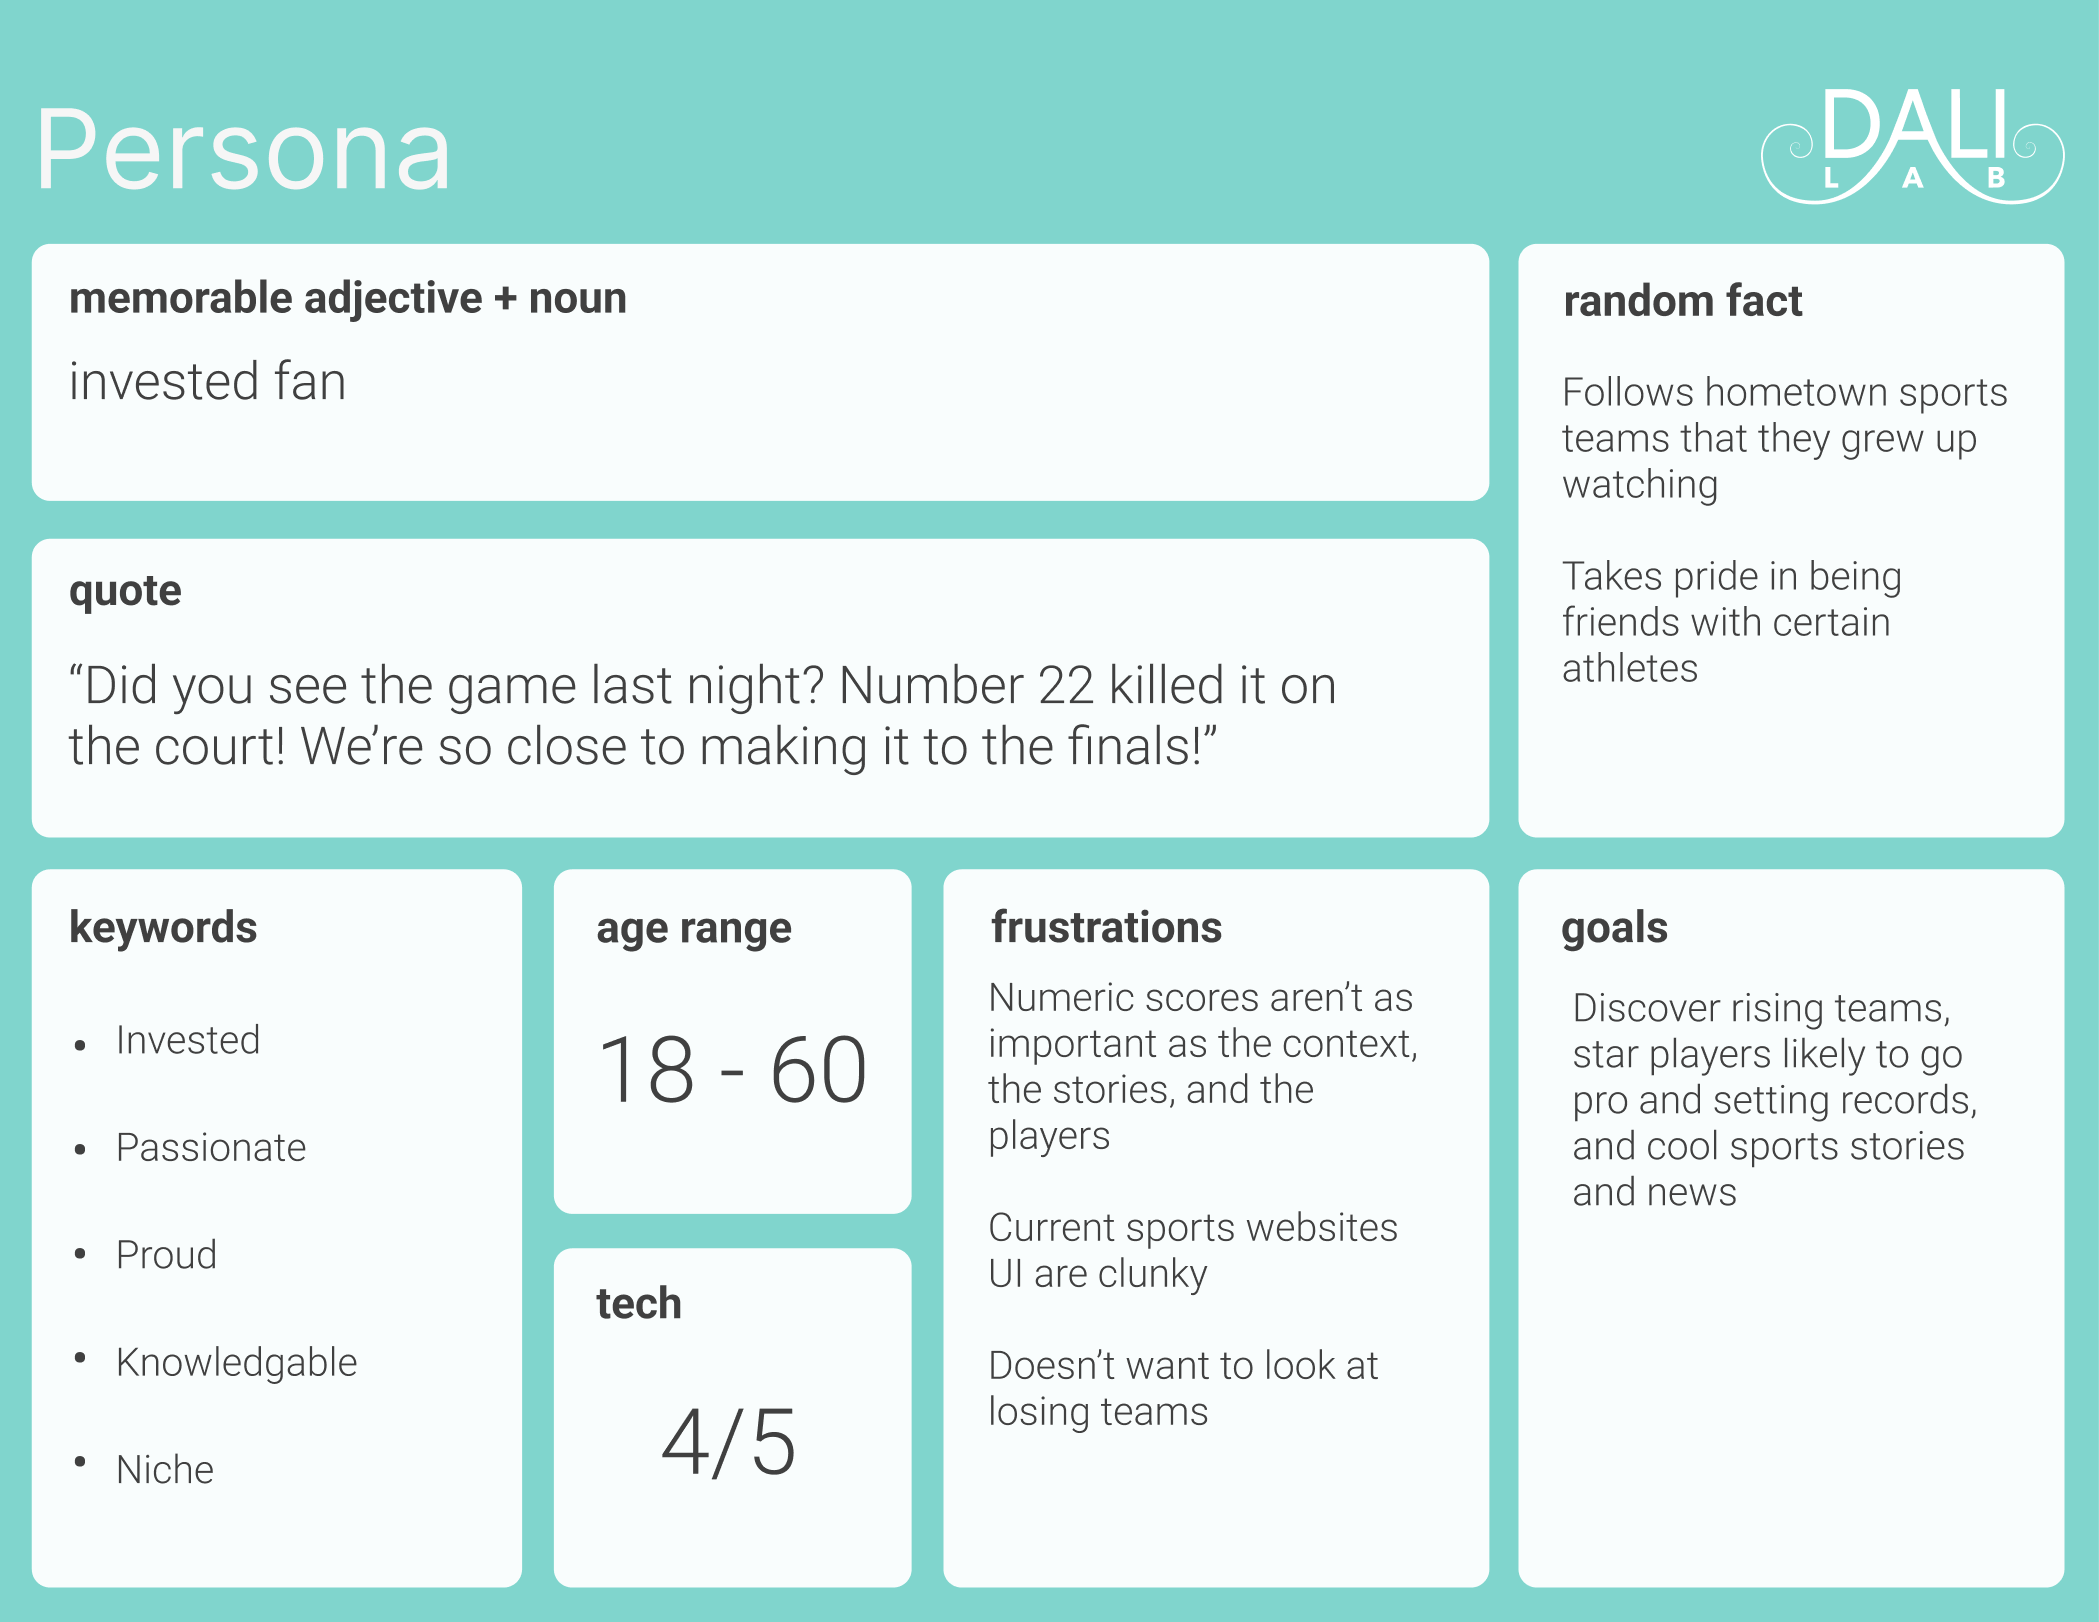 Persona
DALI
LAB
memorable adjective + noun
invested fan
random fact
Follows hometown sports
teams that they grew up
watching
Takes pride in being
friends with certain
athletes
quote
“Did you see the game last night? Number 22 killed it on
the court! We’re so close to making it to the finals!”
keywords
• Invested
• Passionate
• Proud
• Knowledgable
• Niche
age range
18 - 60
tech
4/5
frustrations
Numeric scores aren’t as
important as the context,
the stories, and the
players
Current sports websites
UI are clunky
Doesn’t want to look at
losing teams
goals
Discover rising teams,
star players likely to go
pro and setting records,
and cool sports stories
and news